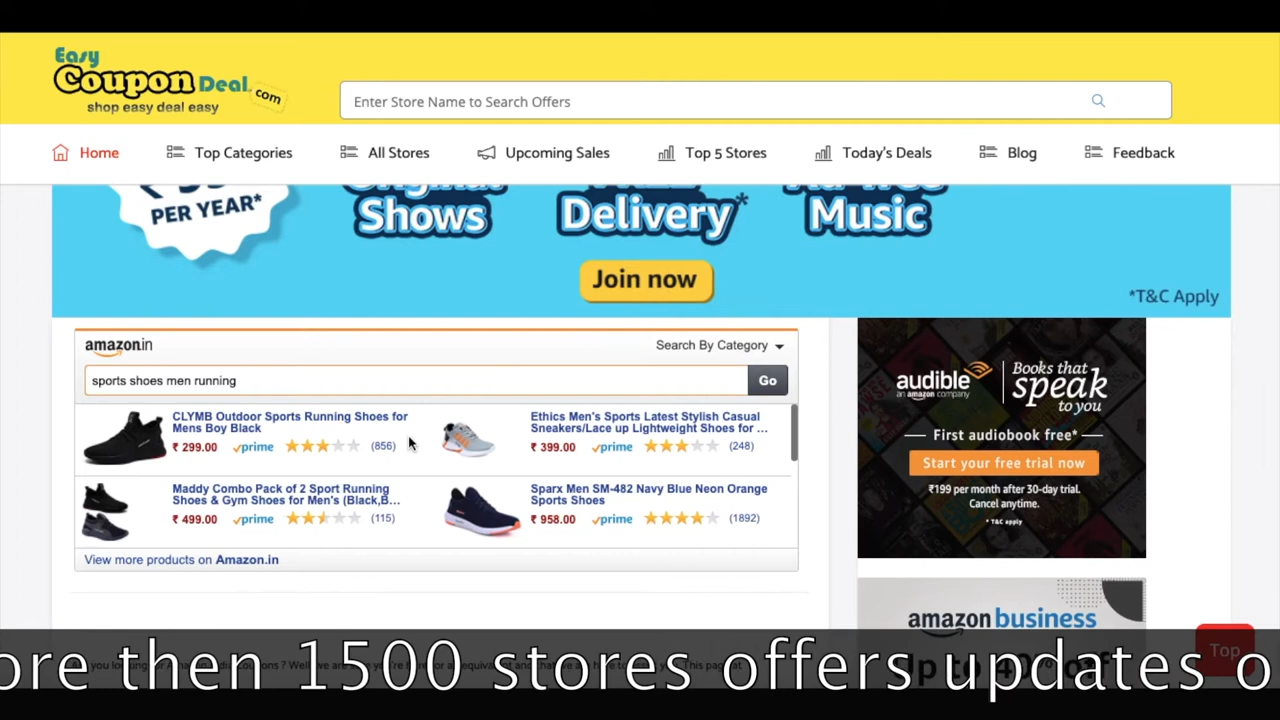 Easy
Coupon Deal.com
shop easy deal easy
Enter Store Name to Search Offers
Home
Top Categories
All Stores
Upcoming Sales
Top 5 Stores
Today's Deals
Blog
Feedback
PER YEAR*
Shows
Delivery*
Music
Join now
*T&C Apply
amazon.in
Search By Category
sports shoes men running
Go
CLYMB Outdoor Sports Running Shoes for
Mens Boy Black
₹ 299.00 prime (856)
Ethics Men's Sports Latest Stylish Casual
Sneakers/Lace up Lightweight Shoes for ...
₹ 399.00 prime (248)
Maddy Combo Pack of 2 Sport Running
Shoes & Gym Shoes for Men's (Black,B...
₹ 499.00 prime (115)
Sparx Men SM-482 Navy Blue Neon Orange
Sports Shoes
₹ 958.00 prime (1892)
View more products on Amazon.in
audible
an amazon company
Books that
speak
to you
First audiobook free*
Start your free trial now
₹199 per month after 30-day trial.
Cancel anytime.
* T&C apply
amazon business
Up to 40% off
Top
ore then 1500 stores offers updates o